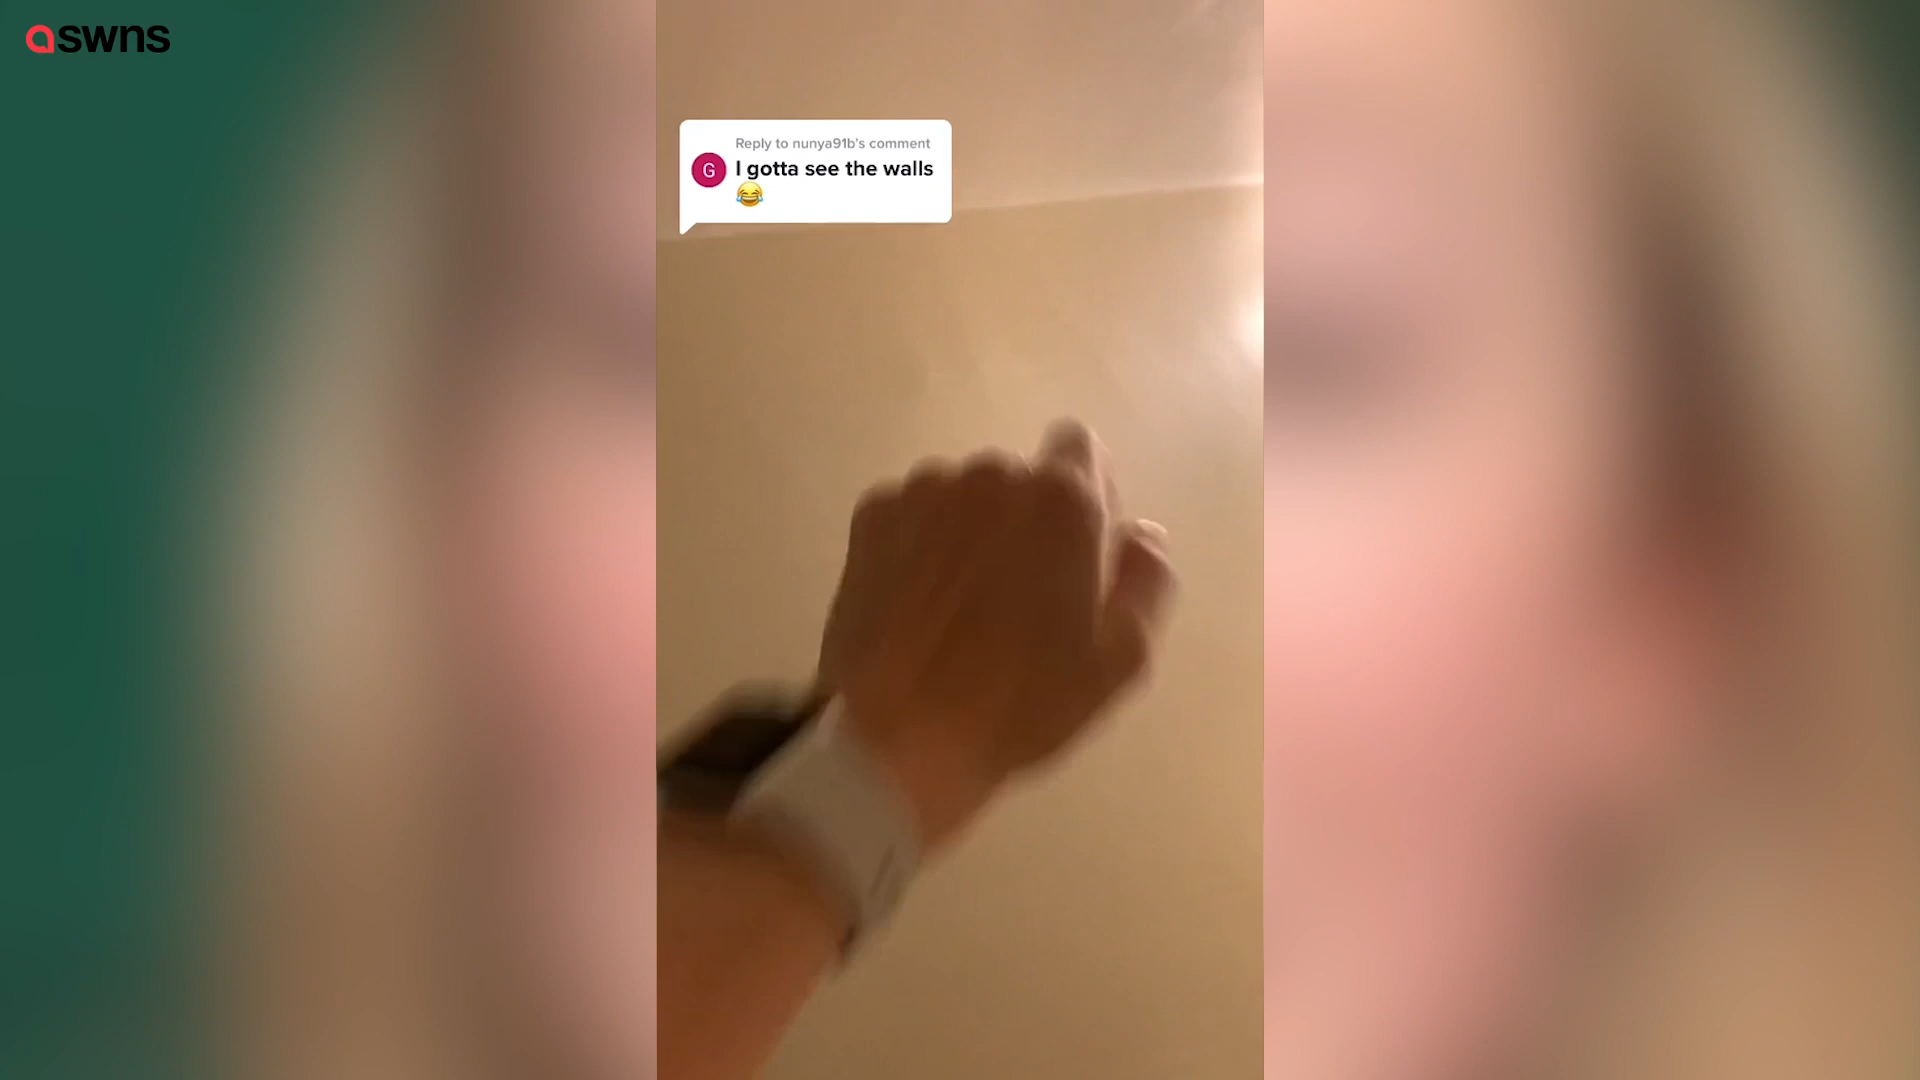 swns
Reply to nunya91b's comment
G
I gotta see the walls
😂